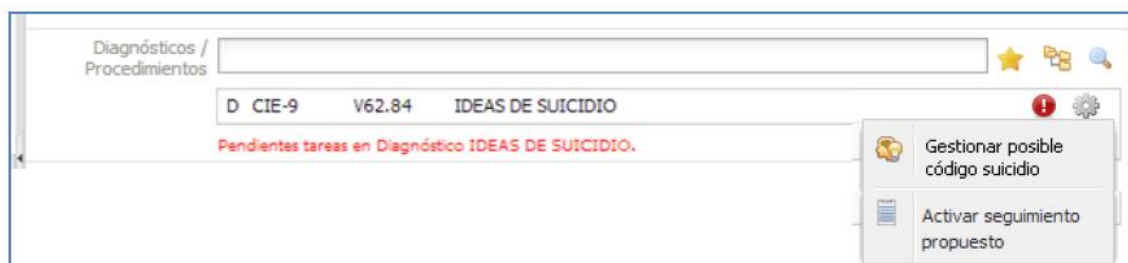 Diagnósticos /
Procedimientos
D CIE-9 V62.84 IDEAS DE SUICIDIO
Pendientes tareas en Diagnóstico IDEAS DE SUICIDIO.
Gestionar posible
código suicidio
Activar seguimiento
propuesto